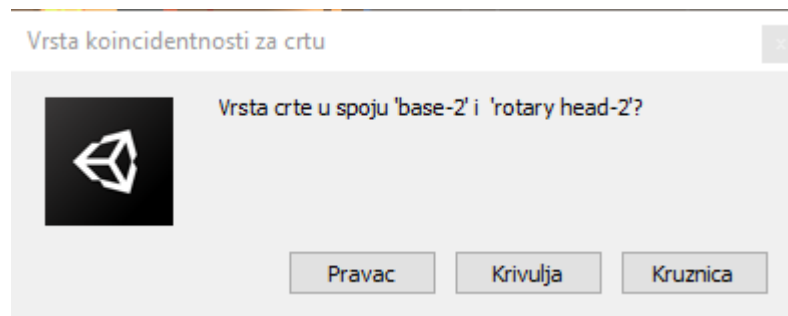 Vrsta koincidentnosti za crtu
Vrsta crte u spoju 'base-2' i 'rotary head-2'?
Pravac Krivulja Kruznica